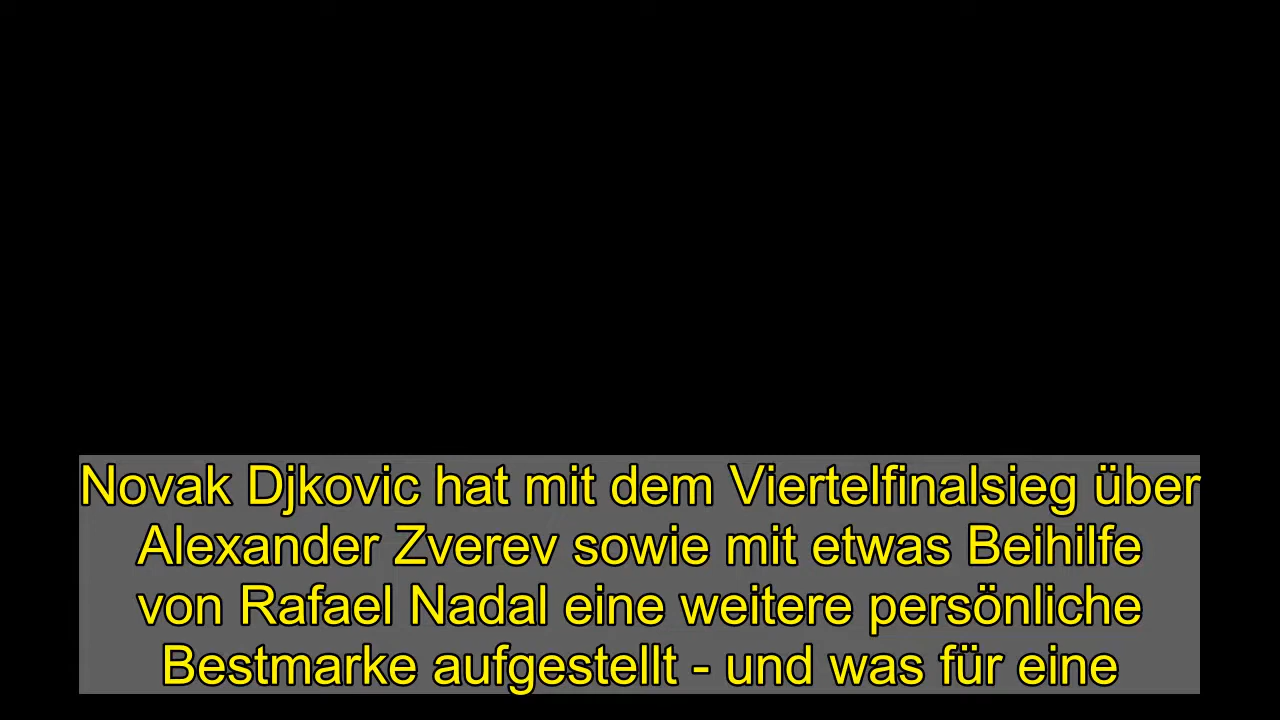 Novak Djkovic hat mit dem Viertelfinalsieg über
Alexander Zverev sowie mit etwas Beihilfe
von Rafael Nadal eine weitere persönliche
Bestmarke aufgestellt - und was für eine